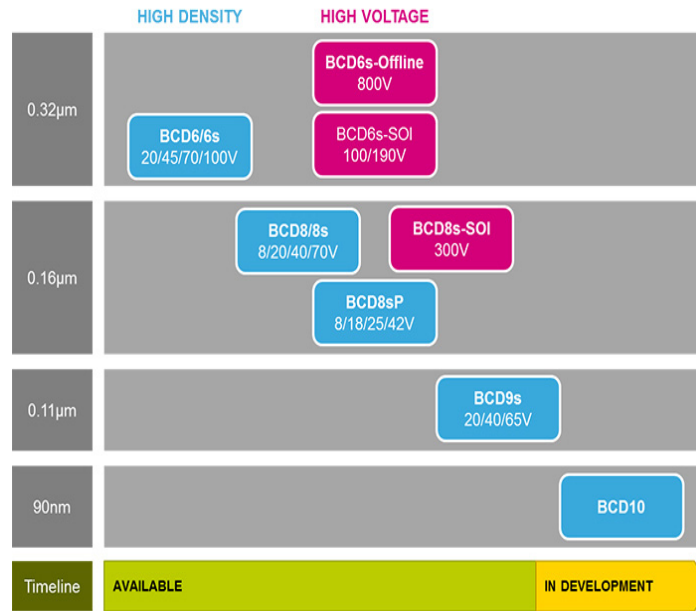 HIGH DENSITY
HIGH VOLTAGE
0.32µm
BCD6s-Offline
800V
BCD6/6s
20/45/70/100V
BCD6s-SOI
100/190V
0.16µm
BCD8/8s
8/20/40/70V
BCD8s-SOI
300V
BCD8sP
8/18/25/42V
0.11µm
BCD9s
20/40/65V
90nm
BCD10
Timeline
AVAILABLE
IN DEVELOPMENT